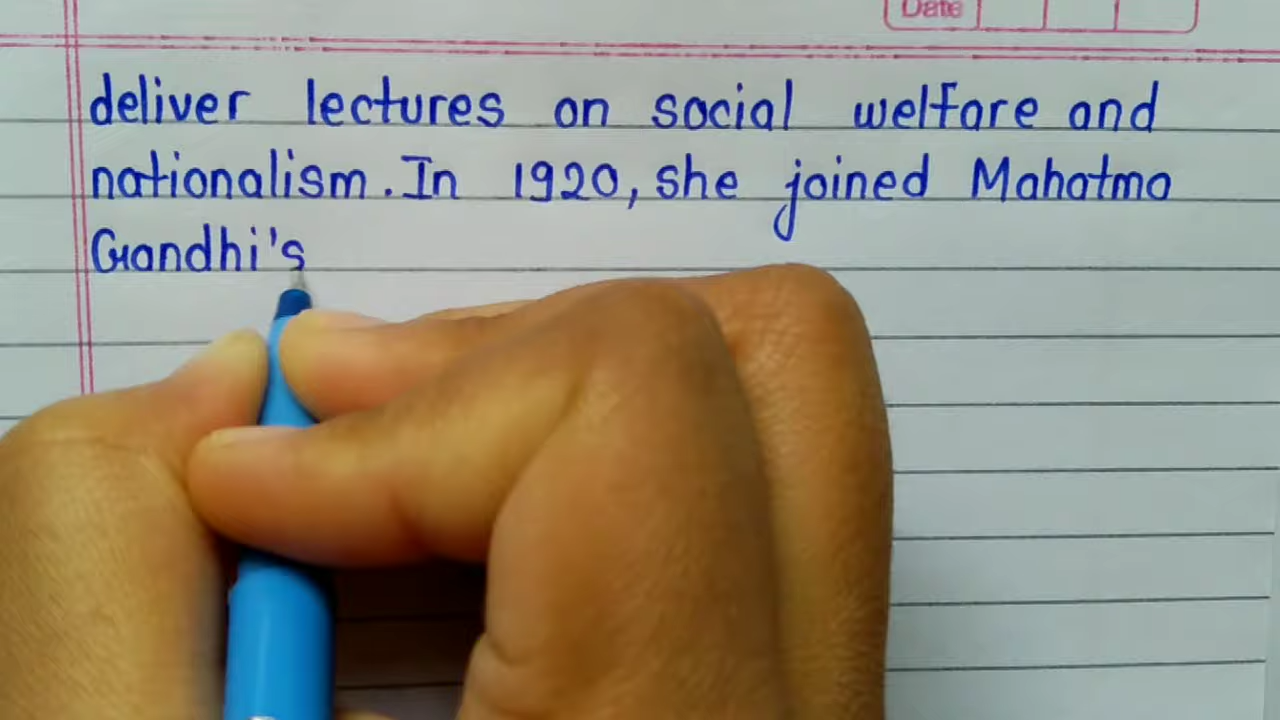 Date
deliver lectures on social welfare and
nationalism. In 1920, she joined Mahatma
Gandhi's